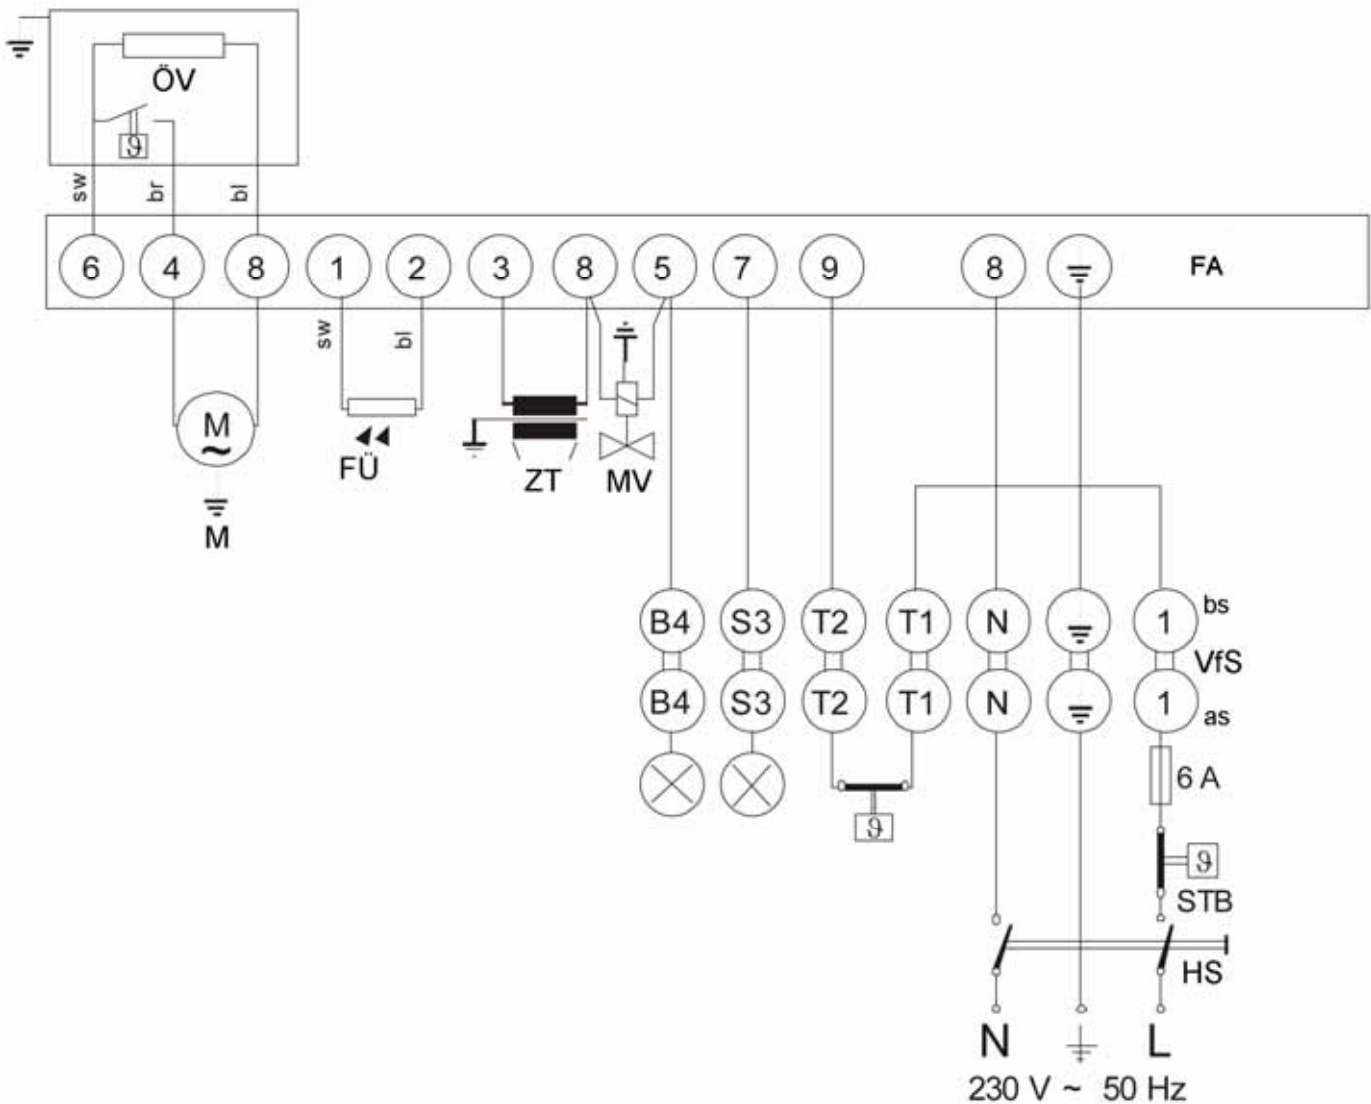 ÖV
ϑ
sw br bl
6 4 8 1 2 3 8 5 7 9 8 FA
sw bl
M
~
FÜ ZT MV
M
B4 S3 T2 T1 N 1 bs
VfS
B4 S3 T2 T1 N 1 as
6 A
ϑ
ϑ
STB
HS
N L
230 V ~ 50 Hz